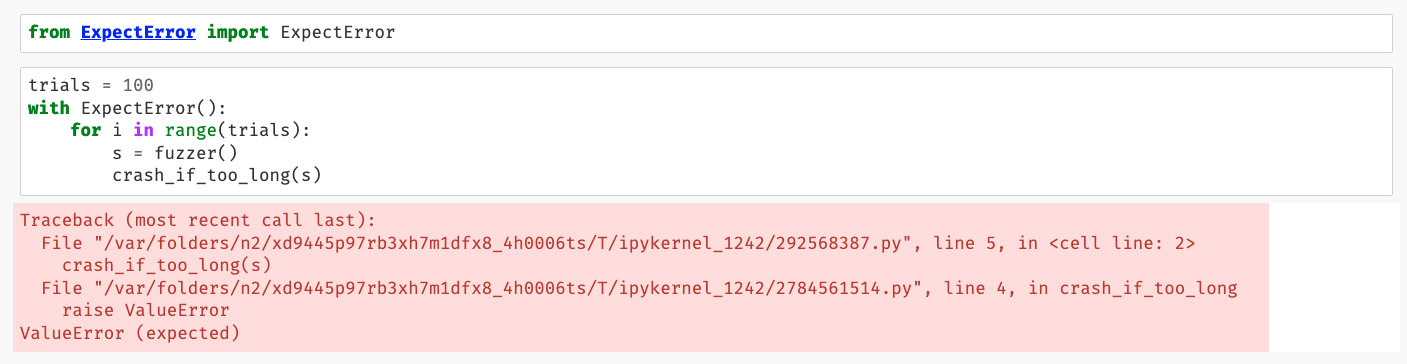 from ExpectError import ExpectError
trials = 100
with ExpectError():
    for i in range(trials):
        s = fuzzer()
        crash_if_too_long(s)
Traceback (most recent call last):
  File "/var/folders/n2/xd9445p97rb3xh7m1dfx8_4h0006ts/T/ipykernel_1242/292568387.py", line 5, in <cell line: 2>
    crash_if_too_long(s)
  File "/var/folders/n2/xd9445p97rb3xh7m1dfx8_4h0006ts/T/ipykernel_1242/2784561514.py", line 4, in crash_if_too_long
    raise ValueError
ValueError (expected)